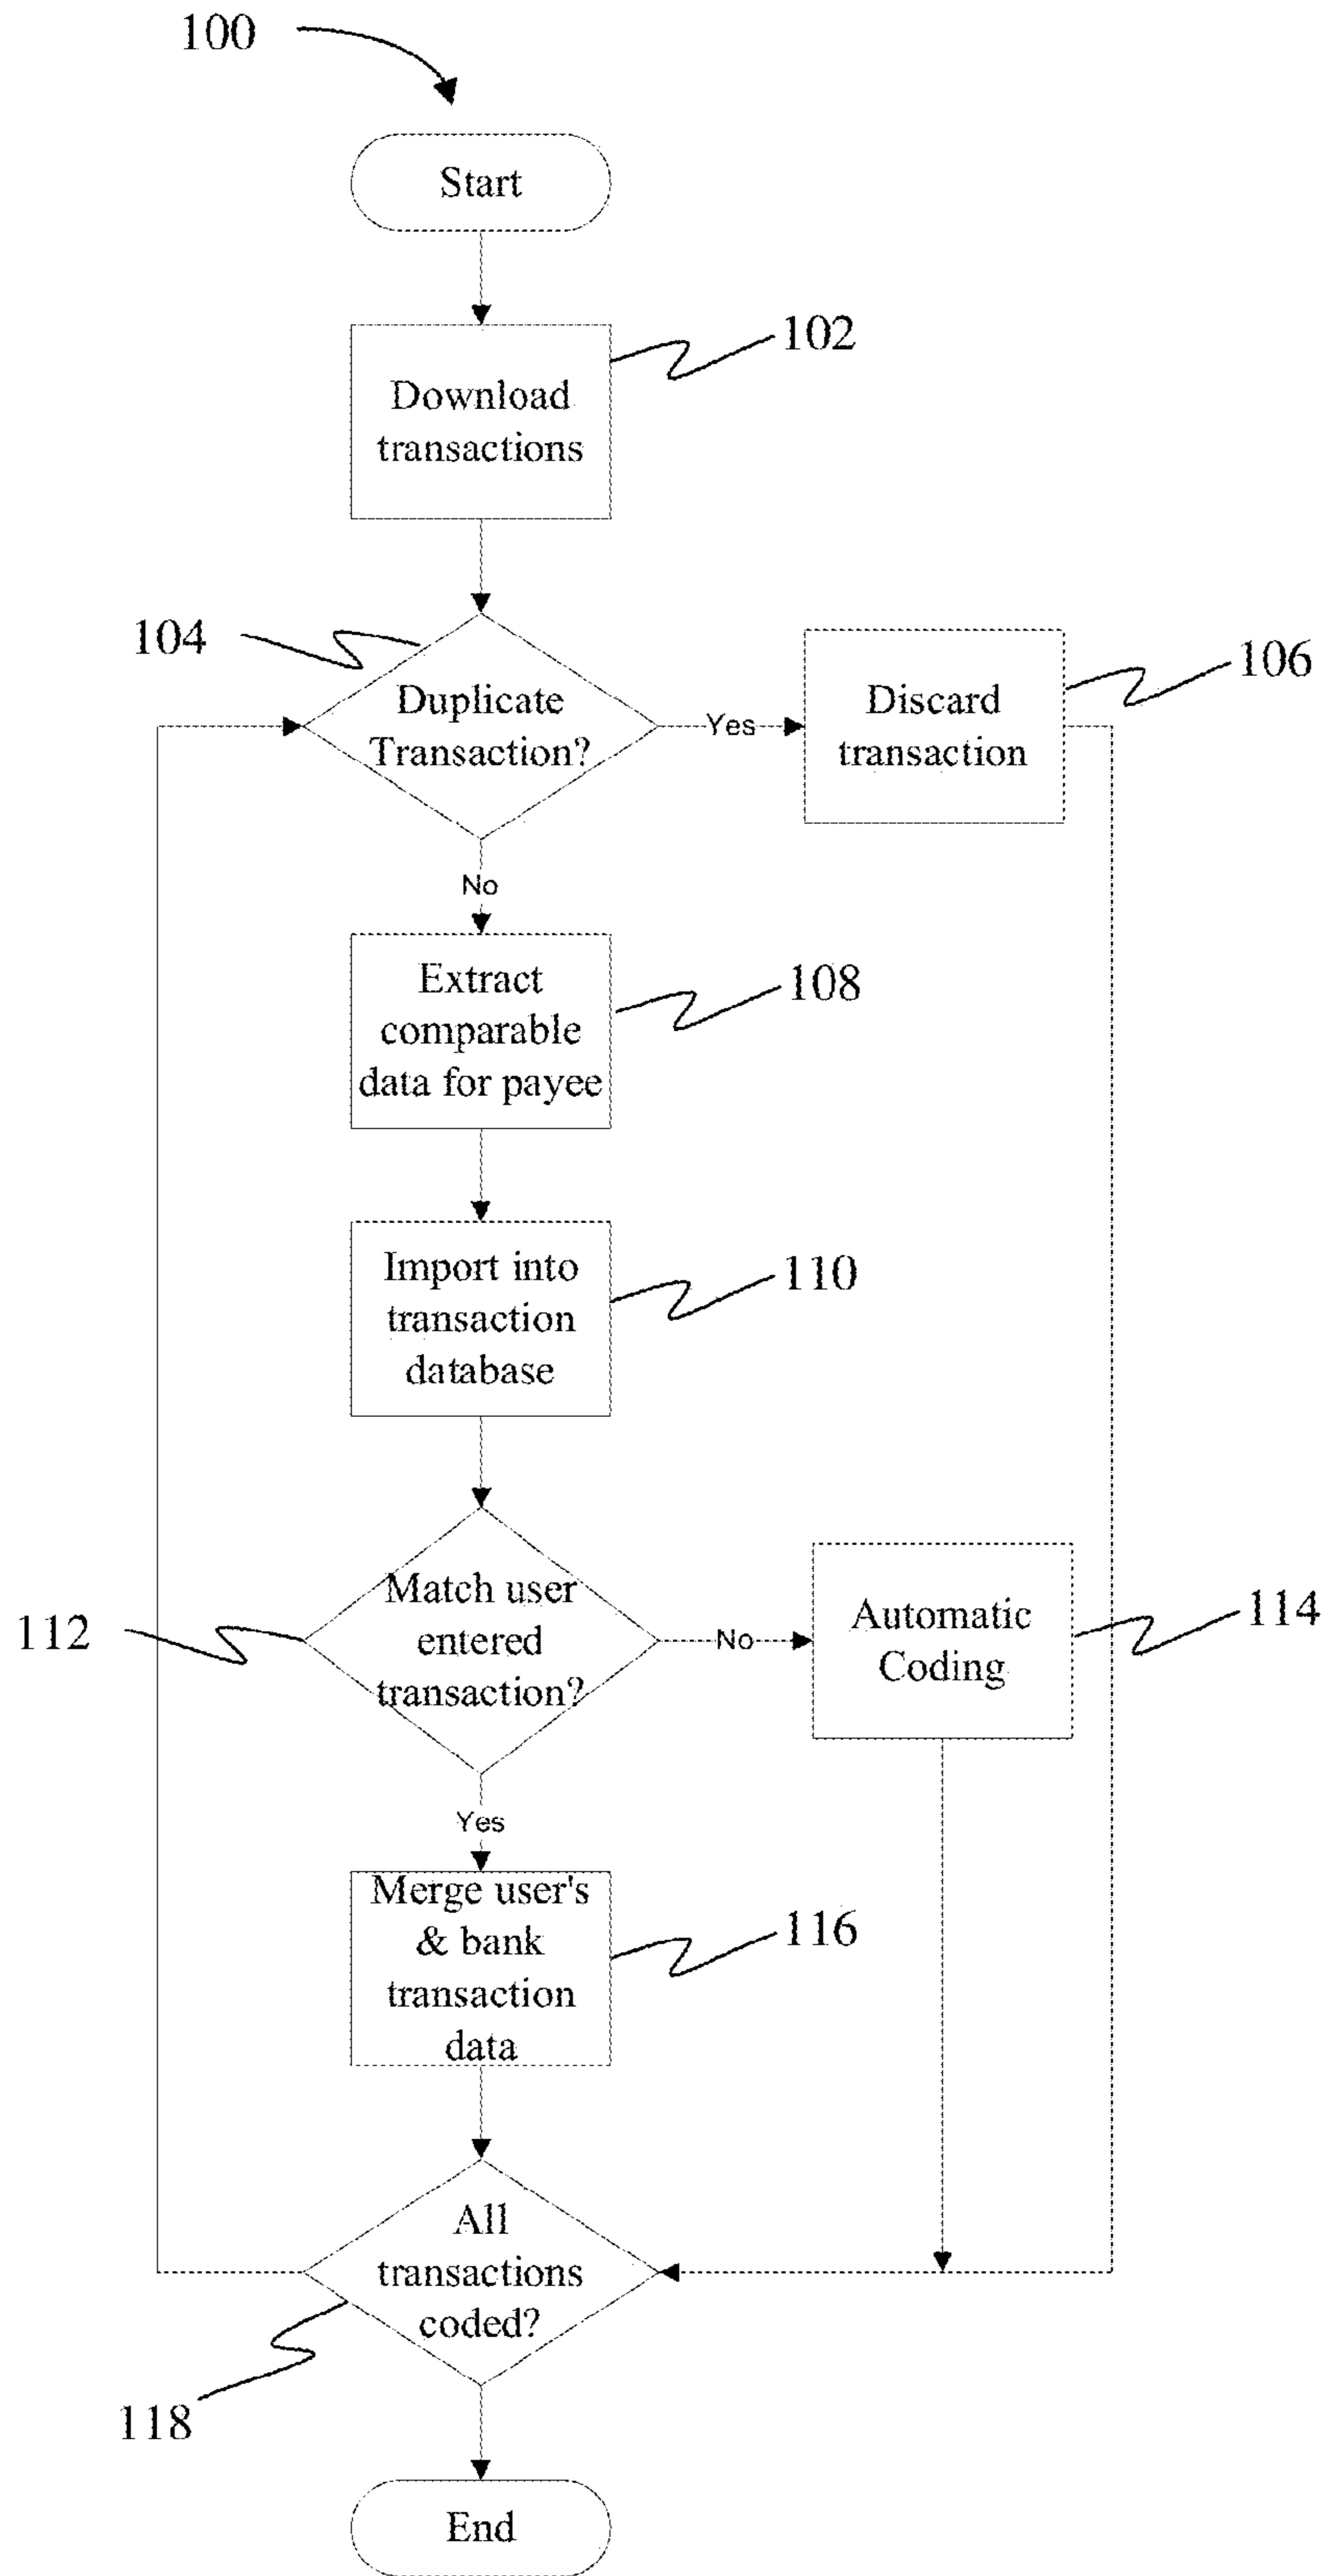 100
Start
102
Download
transactions
104
Duplicate
Transaction?
Yes
Discard
transaction
106
No
Extract
comparable
data for payee
108
Import into
transaction
database
110
112
Match user
entered
transaction?
No
Automatic
Coding
114
Yes
Merge user's
& bank
transaction
data
116
All
transactions
coded?
118
End